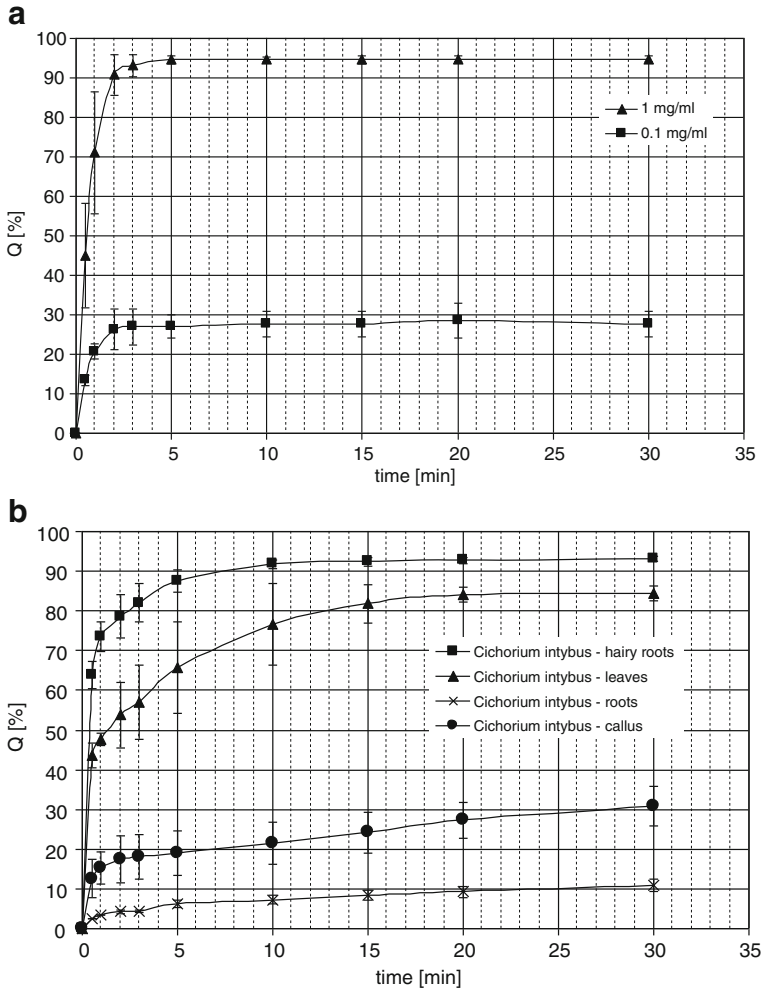 a
100
90
80
70
60
50
40
30
20
10
0
Q [%]
1 mg/ml
0.1 mg/ml
0 5 10 15 20 25 30 35
time [min]
b
100
90
80
70
60
50
40
30
20
10
0
Q [%]
Cichorium intybus - hairy roots
Cichorium intybus - leaves
Cichorium intybus - roots
Cichorium intybus - callus
0 5 10 15 20 25 30 35
time [min]